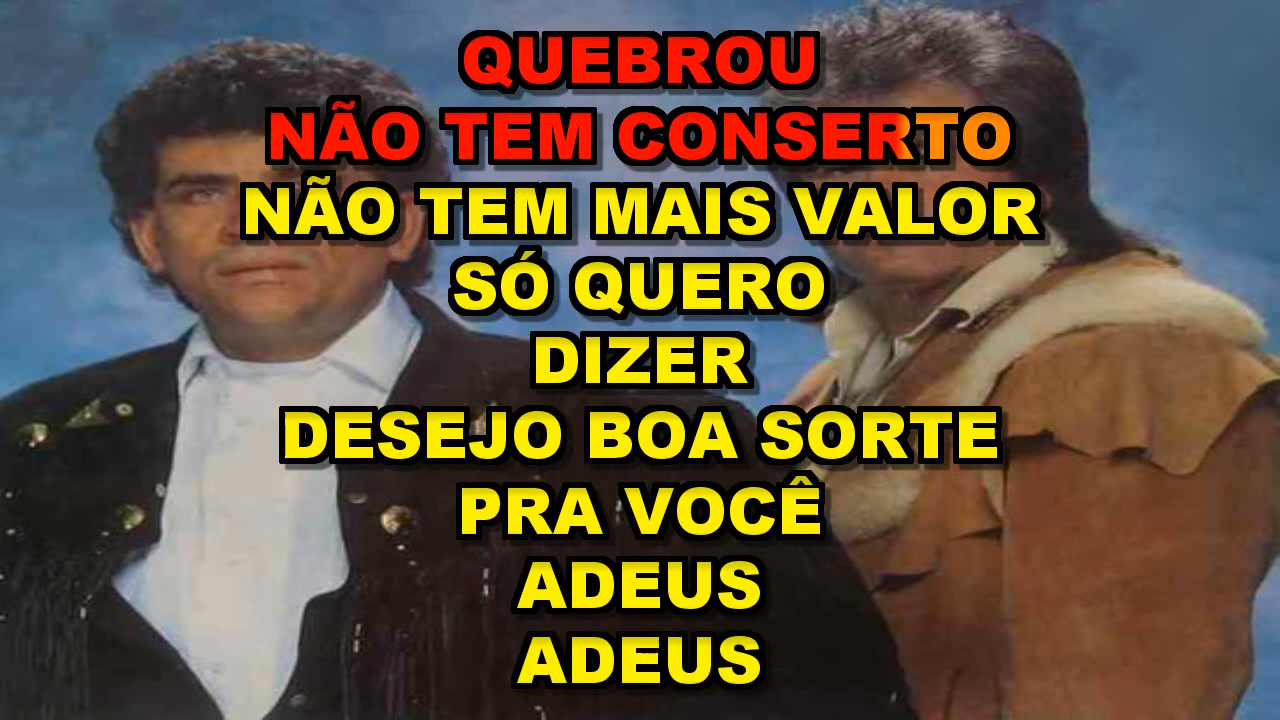 QUEBROU
NÃO TEM CONSERTO
NÃO TEM MAIS VALOR
SÓ QUERO
DIZER
DESEJO BOA SORTE
PRA VOCÊ
ADEUS
ADEUS